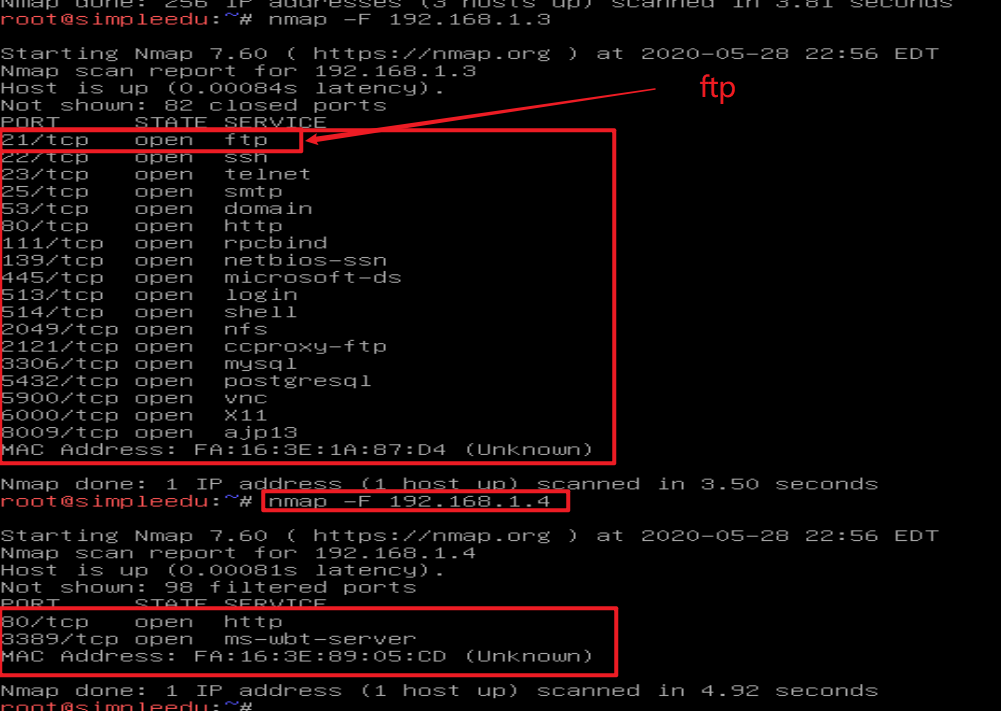 Nmap done: 256 IP addresses (3 hosts up) scanned in 3.81 seconds
root@simpleedu:~# nmap -F 192.168.1.3
Starting Nmap 7.60 ( https://nmap.org ) at 2020-05-28 22:56 EDT
Nmap scan report for 192.168.1.3
Host is up (0.00084s latency).
ftp
Not shown: 82 closed ports
PORT STATE SERVICE
21/tcp open ftp
22/tcp open ssh
23/tcp open telnet
25/tcp open smtp
53/tcp open domain
80/tcp open http
111/tcp open rpcbind
139/tcp open netbios-ssn
445/tcp open microsoft-ds
513/tcp open login
514/tcp open shell
2049/tcp open nfs
2121/tcp open ccproxy-ftp
3306/tcp open mysql
5432/tcp open postgresql
5900/tcp open vnc
6000/tcp open X11
8009/tcp open ajp13
MAC Address: FA:16:3E:1A:87:D4 (Unknown)
Nmap done: 1 IP address (1 host up) scanned in 3.50 seconds
root@simpleedu:~# nmap -F 192.168.1.4
Starting Nmap 7.60 ( https://nmap.org ) at 2020-05-28 22:56 EDT
Nmap scan report for 192.168.1.4
Host is up (0.00081s latency).
Not shown: 98 filtered ports
PORT STATE SERVICE
80/tcp open http
3389/tcp open ms-wbt-server
MAC Address: FA:16:3E:89:05:CD (Unknown)
Nmap done: 1 IP address (1 host up) scanned in 4.92 seconds
root@simpleedu:~#